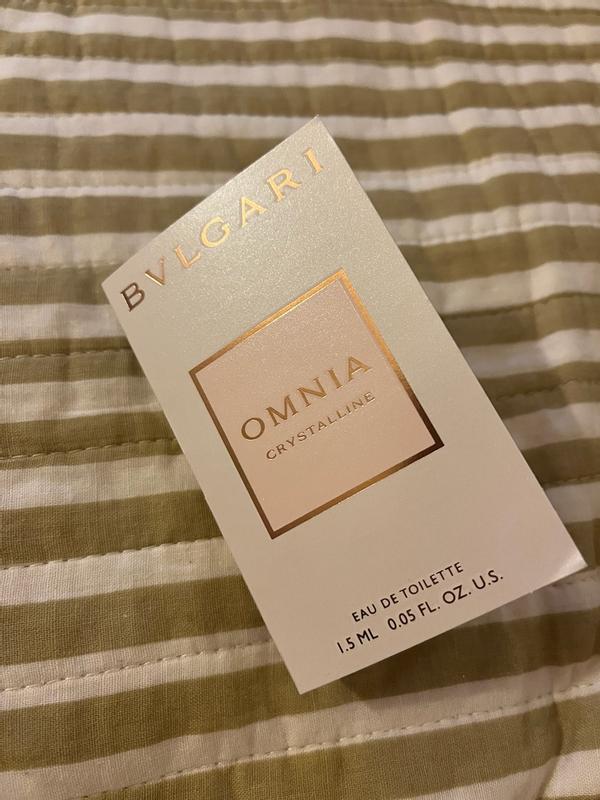 BVLGARI
OMNIA
CRYSTALLINE
EAU DE TOILETTE
1.5 ML 0.05 FL. OZ. U.S.